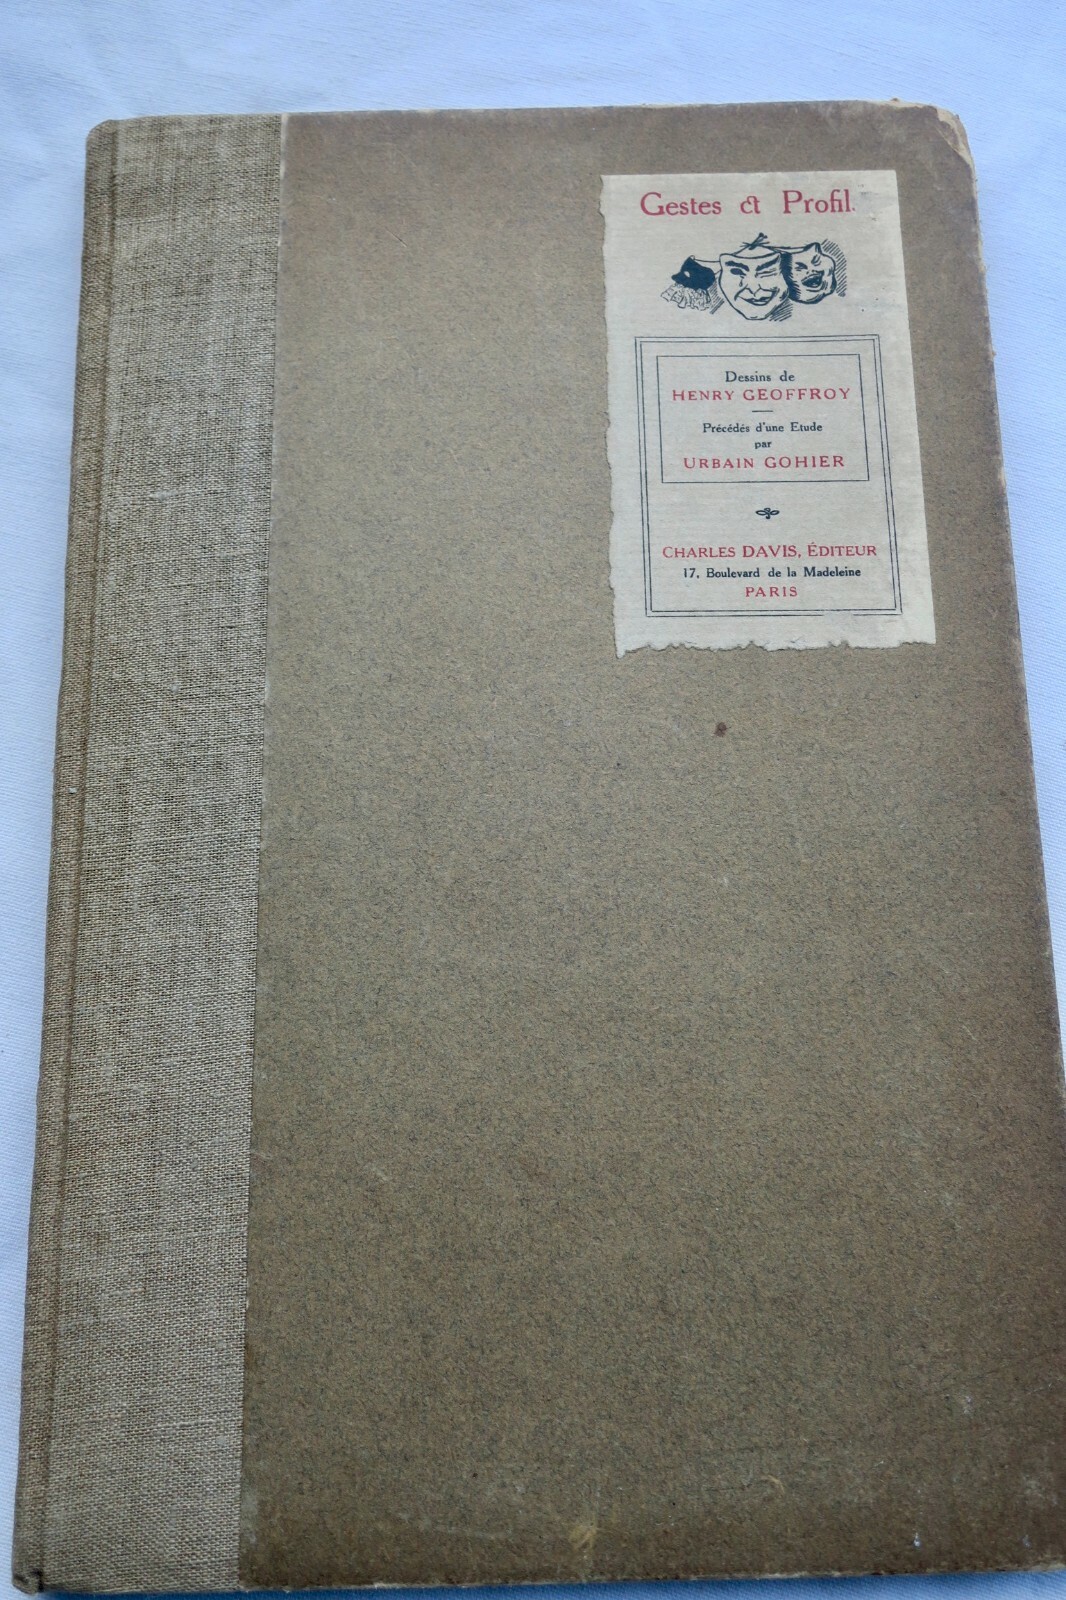 Gestes et Profil.
Dessins de
HENRY GEOFFROY
Précédés d'une Etude
par
URBAIN GOHIER
CHARLES DAVIS, ÉDITEUR
17, Boulevard de la Madeleine
PARIS